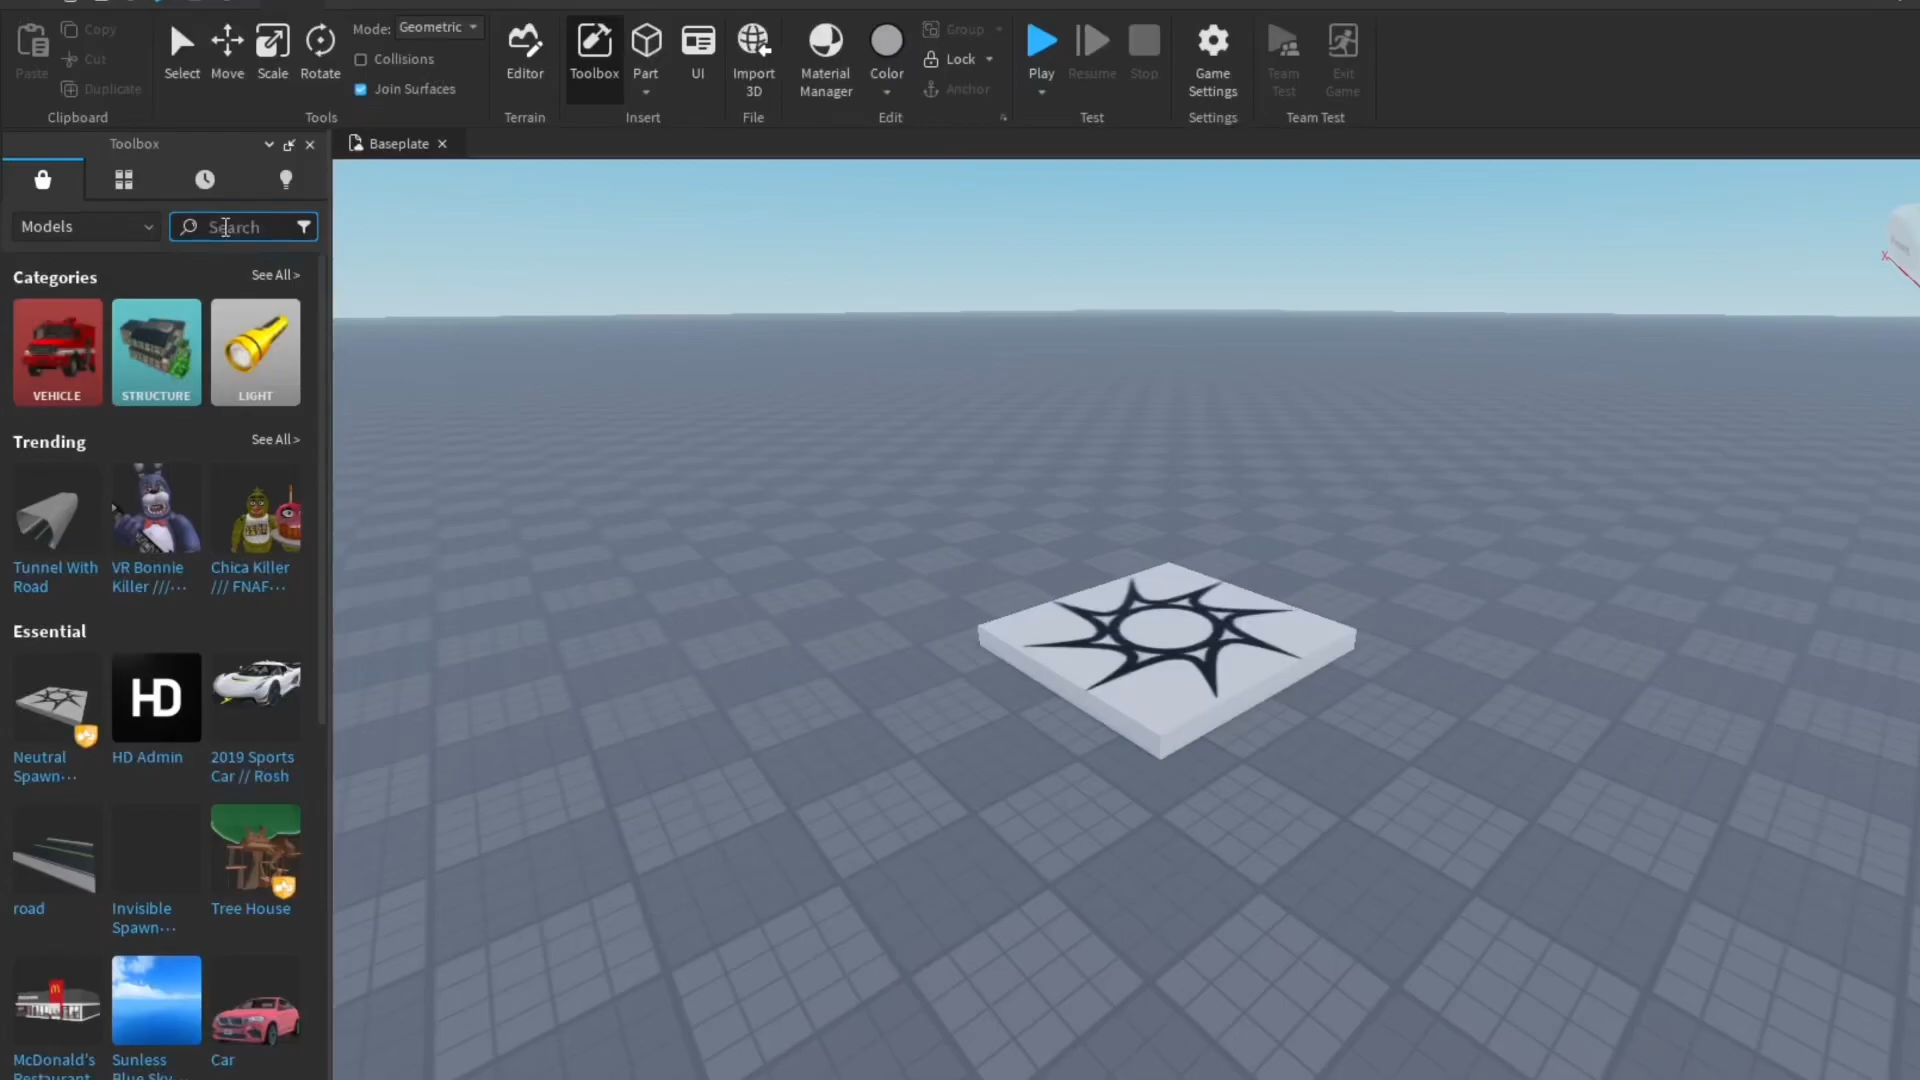 Copy
Cut
Paste
Duplicate
Clipboard
Select
Move
Scale
Rotate
Mode: Geometric
Collisions
Join Surfaces
Tools
Editor
Terrain
Toolbox
Part
UI
Insert
Import
3D
File
Material
Manager
Color
Group
Lock
Anchor
Edit
Play
Resume
Stop
Test
Game
Settings
Settings
Team
Test
Exit
Game
Team Test
Toolbox
Baseplate
Models
Search
Categories
See All >
VEHICLE
STRUCTURE
LIGHT
Trending
See All >
Tunnel With
Road
VR Bonnie
Killer ///···
Chica Killer
/// FNAF···
Essential
HD
Neutral
Spawn···
HD Admin
2019 Sports
Car // Rosh
road
Invisible
Spawn···
Tree House
McDonald's
Restaurant
Sunless
Blue Sky
Car
X